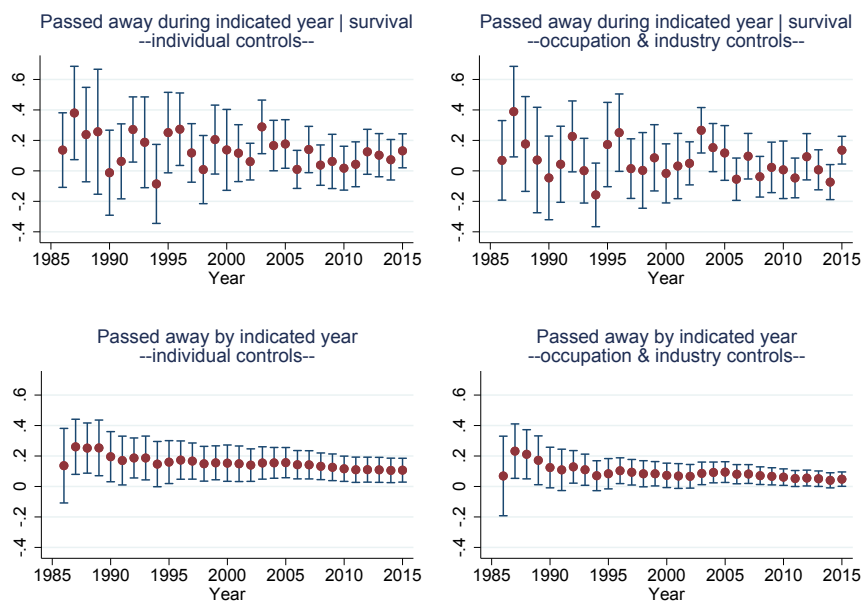 Passed away during indicated year | survival
--individual controls--
.6
.4
.2
0
-.2
-.4
1985 1990 1995 2000 2005 2010 2015
Year
Passed away during indicated year | survival
--occupation & industry controls--
.6
.4
.2
0
-.2
-.4
1985 1990 1995 2000 2005 2010 2015
Year
Passed away by indicated year
--individual controls--
.6
.4
.2
0
-.2
-.4
1985 1990 1995 2000 2005 2010 2015
Year
Passed away by indicated year
--occupation & industry controls--
.6
.4
.2
0
-.2
-.4
1985 1990 1995 2000 2005 2010 2015
Year